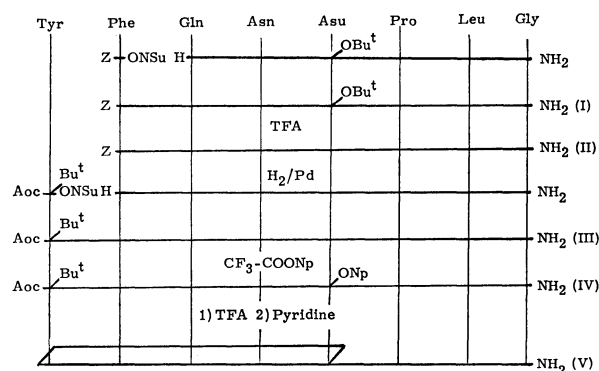 Tyr Phe Gln Asn Asu Pro Leu Gly
OBuᵗ
Z ONSu H NH₂
OBuᵗ
Z NH₂ (I)
TFA
Z NH₂ (II)
Buᵗ H₂/Pd
Aoc ONSu H NH₂
Buᵗ
Aoc NH₂ (III)
Buᵗ CF₃-COONp ONp
Aoc NH₂ (IV)
1) TFA 2) Pyridine
NH₂ (V)